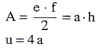 A = e · f / 2 = a · h
u = 4 a